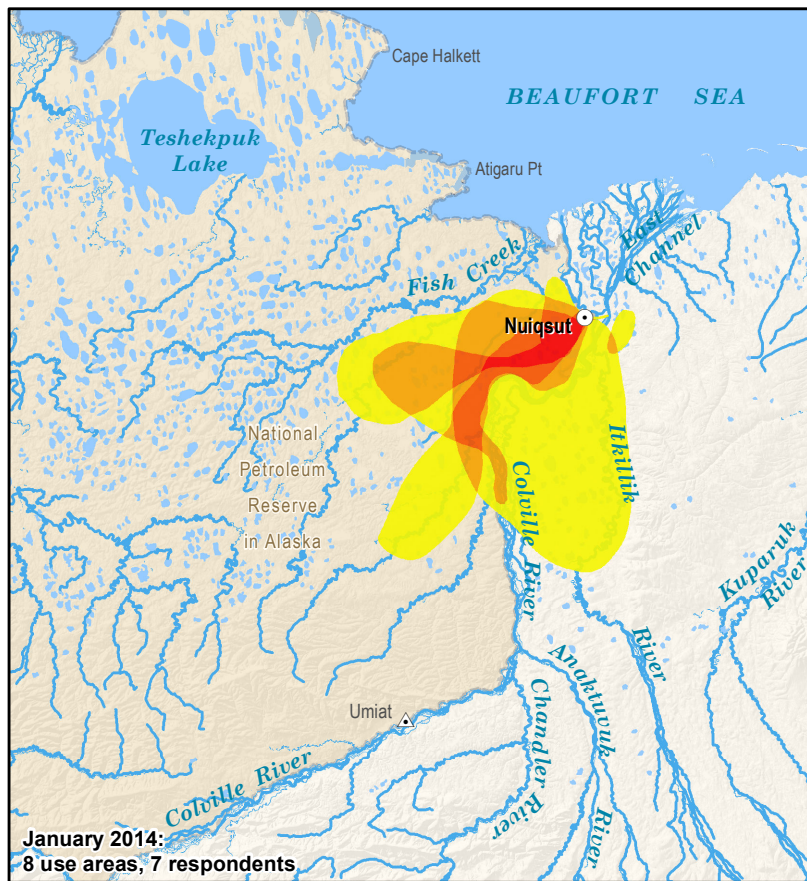 Cape Halkett
BEAUFORT SEA
Teshekpuk
Lake
Atigaru Pt
East
Channel
Fish Creek
Nuiqsut
National
Petroleum
Reserve
in Alaska
Itkillik
River
Colville River
Kuparuk
River
Anaktuvuk
River
Umiat
Chandler River
Colville River
January 2014:
8 use areas, 7 respondents